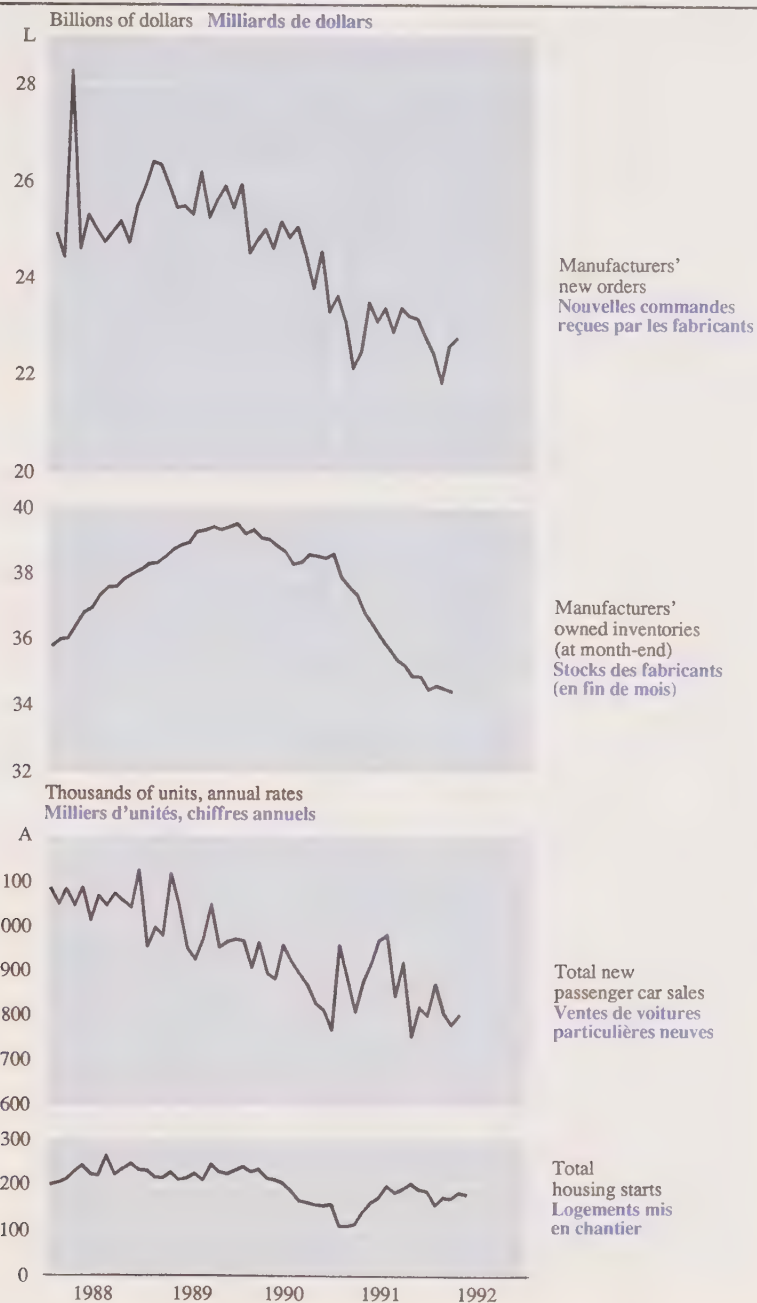 Billions of dollars Milliards de dollars
L
28
26
24
22
20
Manufacturers'
new orders
Nouvelles commandes
reçues par les fabricants
40
38
36
34
32
Manufacturers'
owned inventories
(at month-end)
Stocks des fabricants
(en fin de mois)
Thousands of units, annual rates
Milliers d'unités, chiffres annuels
A
100
000
900
800
700
600
Total new
passenger car sales
Ventes de voitures
particulières neuves
300
200
100
0
Total
housing starts
Logements mis
en chantier
1988 1989 1990 1991 1992